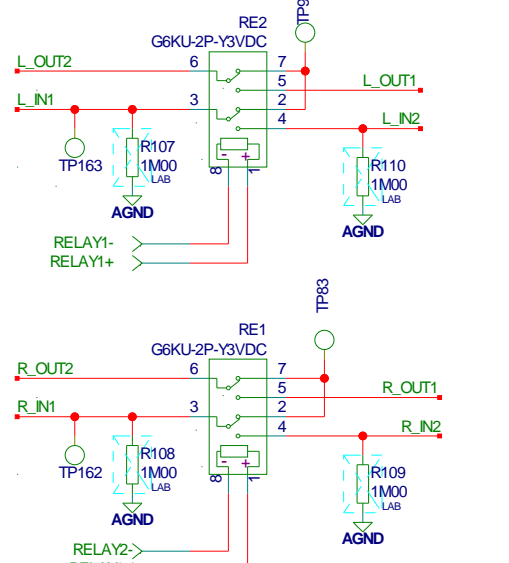 TP9
RE2
G6KU-2P-Y3VDC
L_OUT2
6
7
5
L_OUT1
L_IN1
3
2
4
L_IN2
R107
1M00
LAB
TP163
AGND
-
+
8
1
R110
1M00
LAB
AGND
RELAY1-
RELAY1+
TP83
RE1
G6KU-2P-Y3VDC
R_OUT2
6
7
5
R_OUT1
R_IN1
3
2
4
R_IN2
R108
1M00
LAB
TP162
AGND
-
+
8
1
R109
1M00
LAB
AGND
RELAY2-